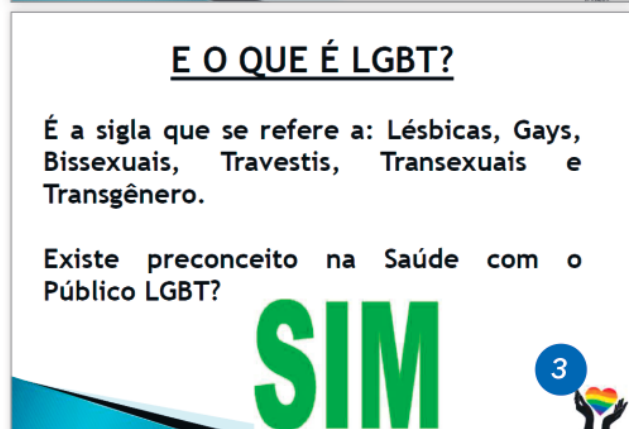 E O QUE É LGBT?
É a sigla que se refere a: Lésbicas, Gays,
Bissexuais, Travestis, Transexuais e
Transgênero.
Existe preconceito na Saúde com o
Público LGBT?
SIM
3